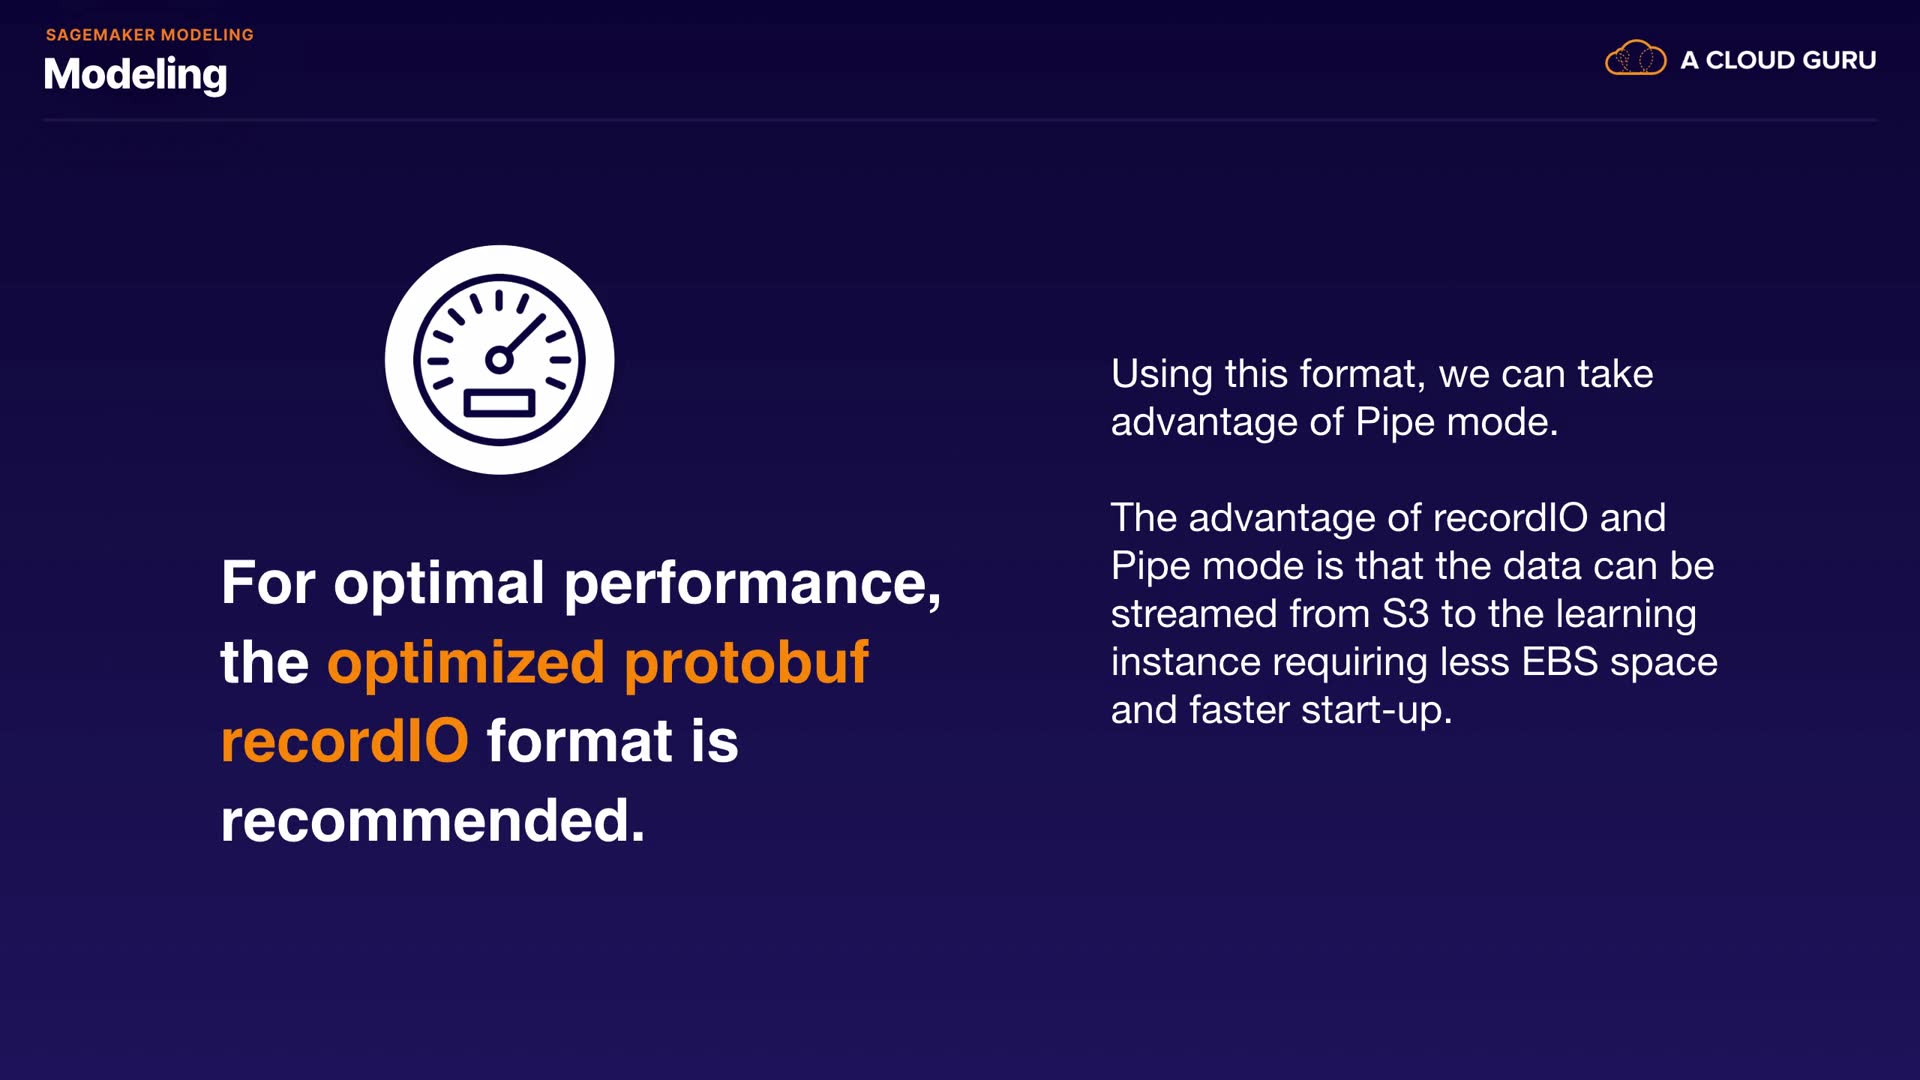 SAGEMAKER MODELING
Modeling
A CLOUD GURU
For optimal performance,
the optimized protobuf
recordIO format is
recommended.
Using this format, we can take
advantage of Pipe mode.
The advantage of recordIO and
Pipe mode is that the data can be
streamed from S3 to the learning
instance requiring less EBS space
and faster start-up.